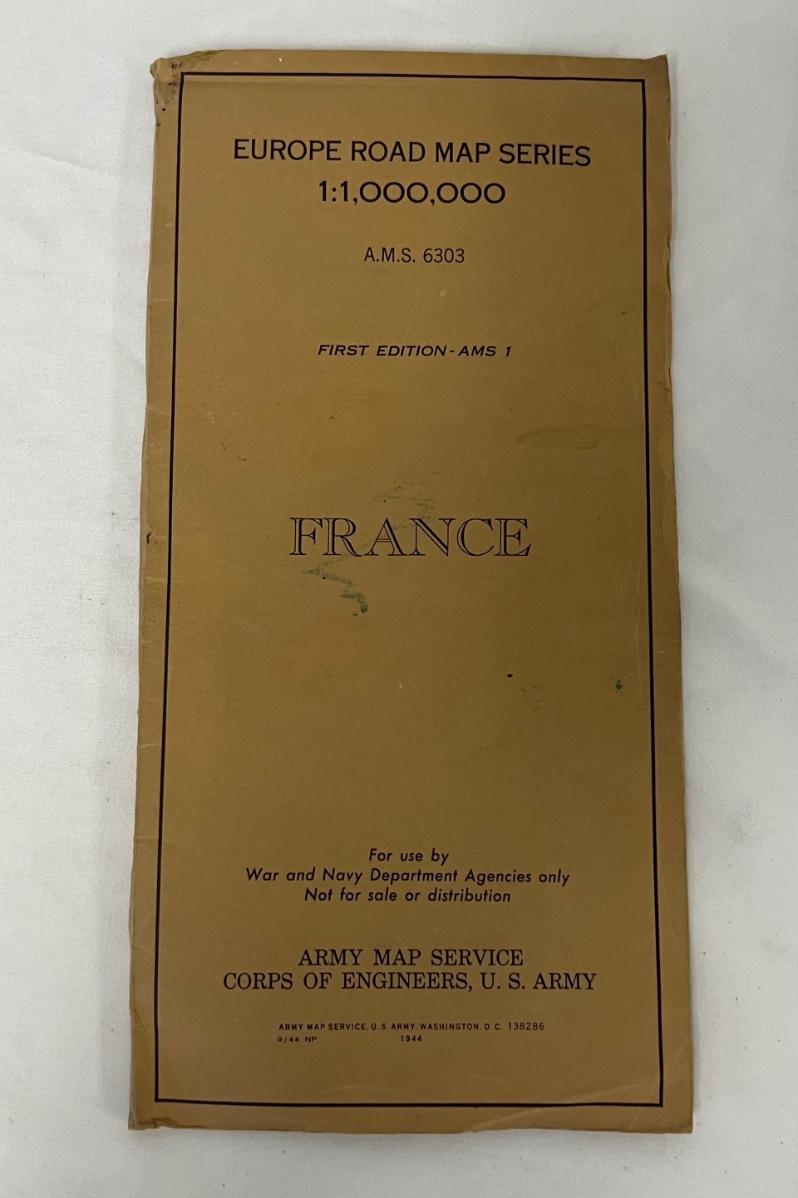 EUROPE ROAD MAP SERIES
1:1,000,000
A.M.S. 6303
FIRST EDITION-AMS 1
FRANCE
For use by
War and Navy Department Agencies only
Not for sale or distribution
ARMY MAP SERVICE
CORPS OF ENGINEERS, U. S. ARMY
ARMY MAP SERVICE, U. S. ARMY, WASHINGTON, D. C. 138286
9/44 NP 1944